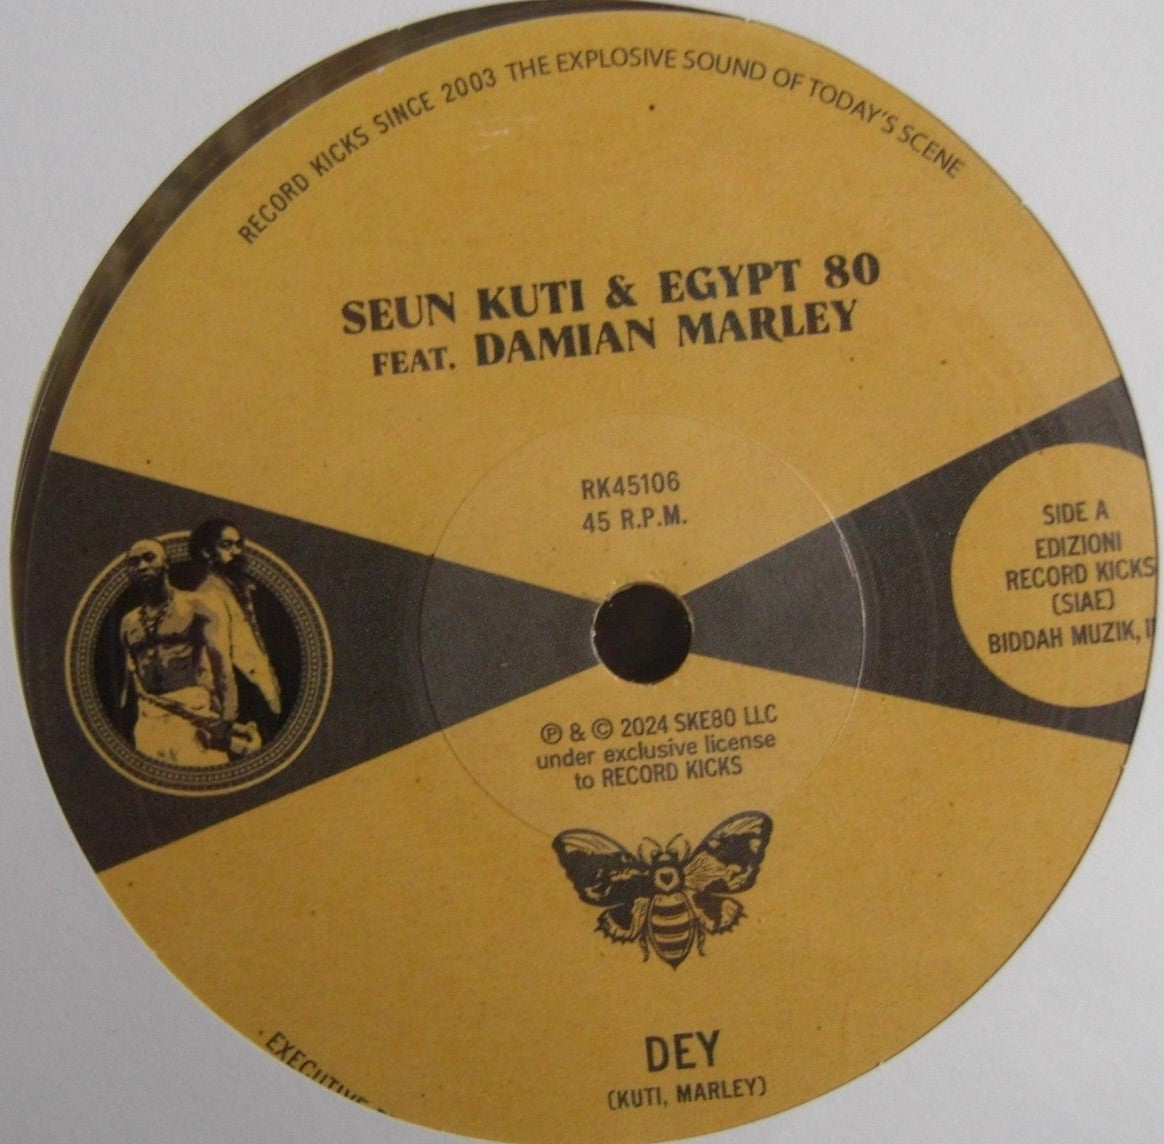 RECORD KICKS SINCE 2003 THE EXPLOSIVE SOUND OF TODAY'S SCENE
SEUN KUTI & EGYPT 80
FEAT. DAMIAN MARLEY
RK45106
45 R.P.M.
SIDE A
EDIZIONI
RECORD KICKS
(SIAE)
BIDDAH MUZIK,
℗ & © 2024 SKE80 LLC
under exclusive license
to RECORD KICKS
DEY
(KUTI, MARLEY)
EXECUTIVE